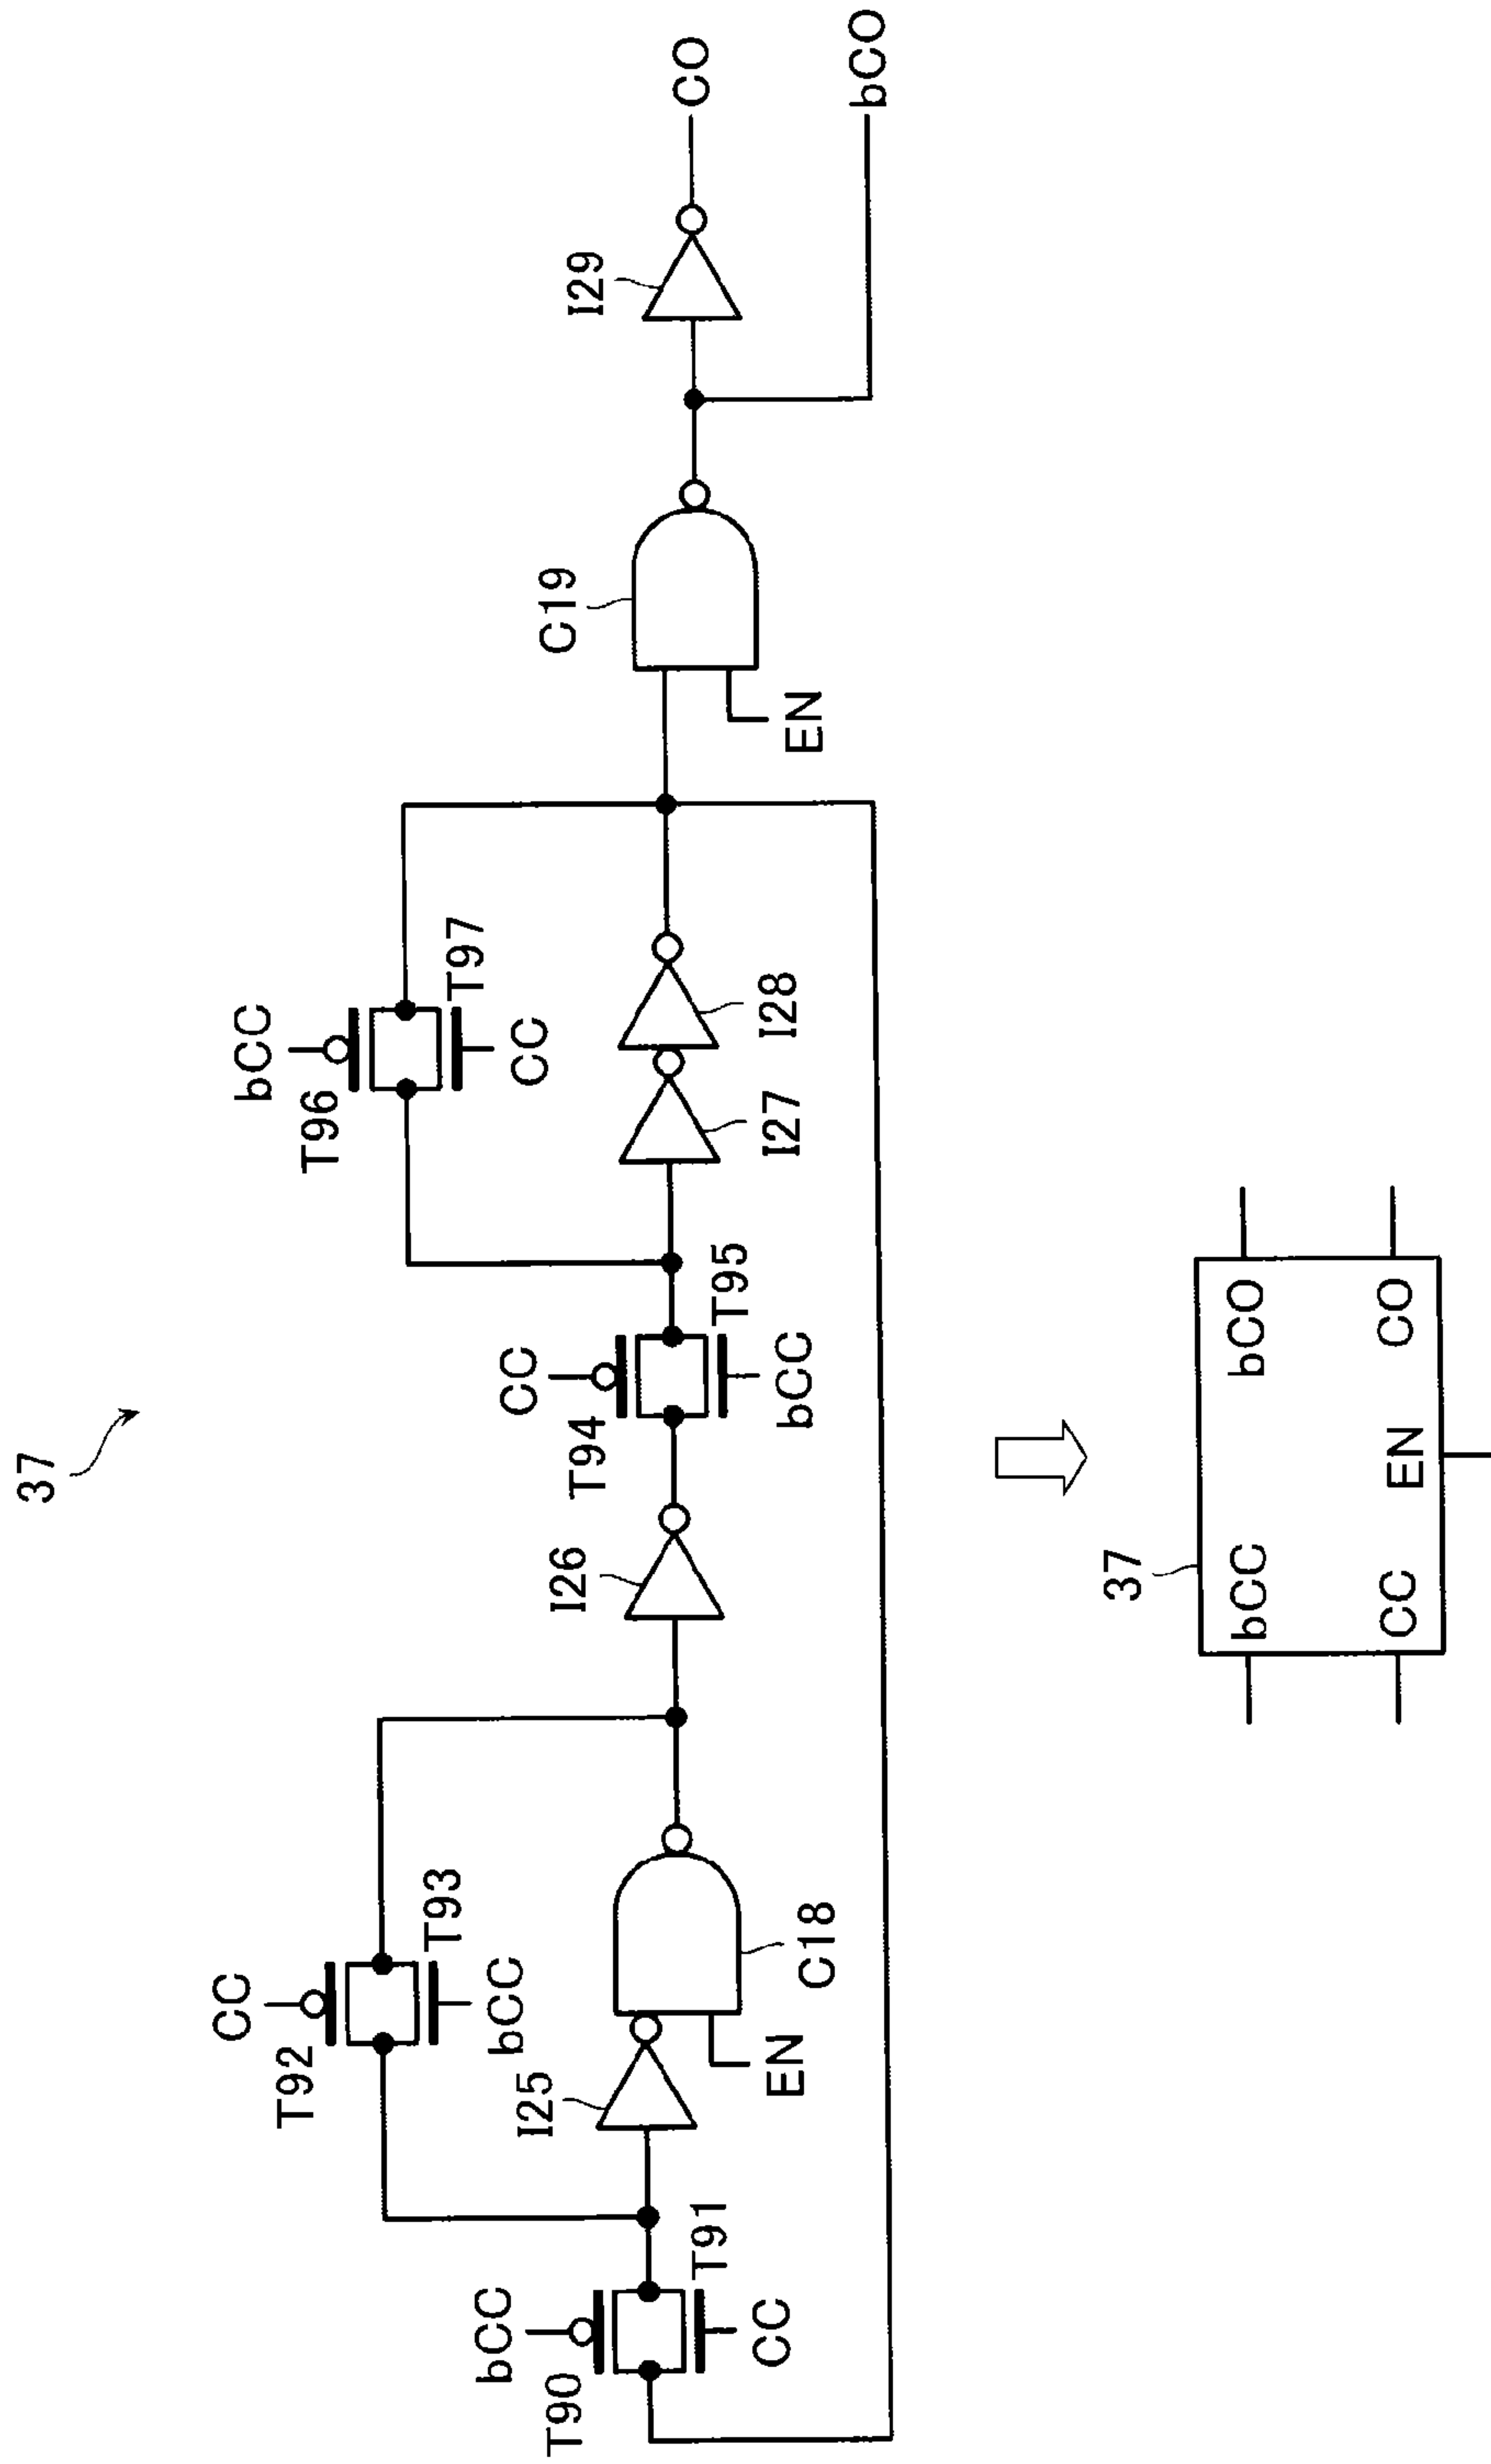 37
bCC
T90
T91
CC
CC
T92
T93
bCC
I25
EN
C18
I26
CC
T94
T95
bCC
bCC
T96
T97
CC
I27
I28
EN
C19
I29
CO
bCO
37
bCC
bCO
CC
EN
CO